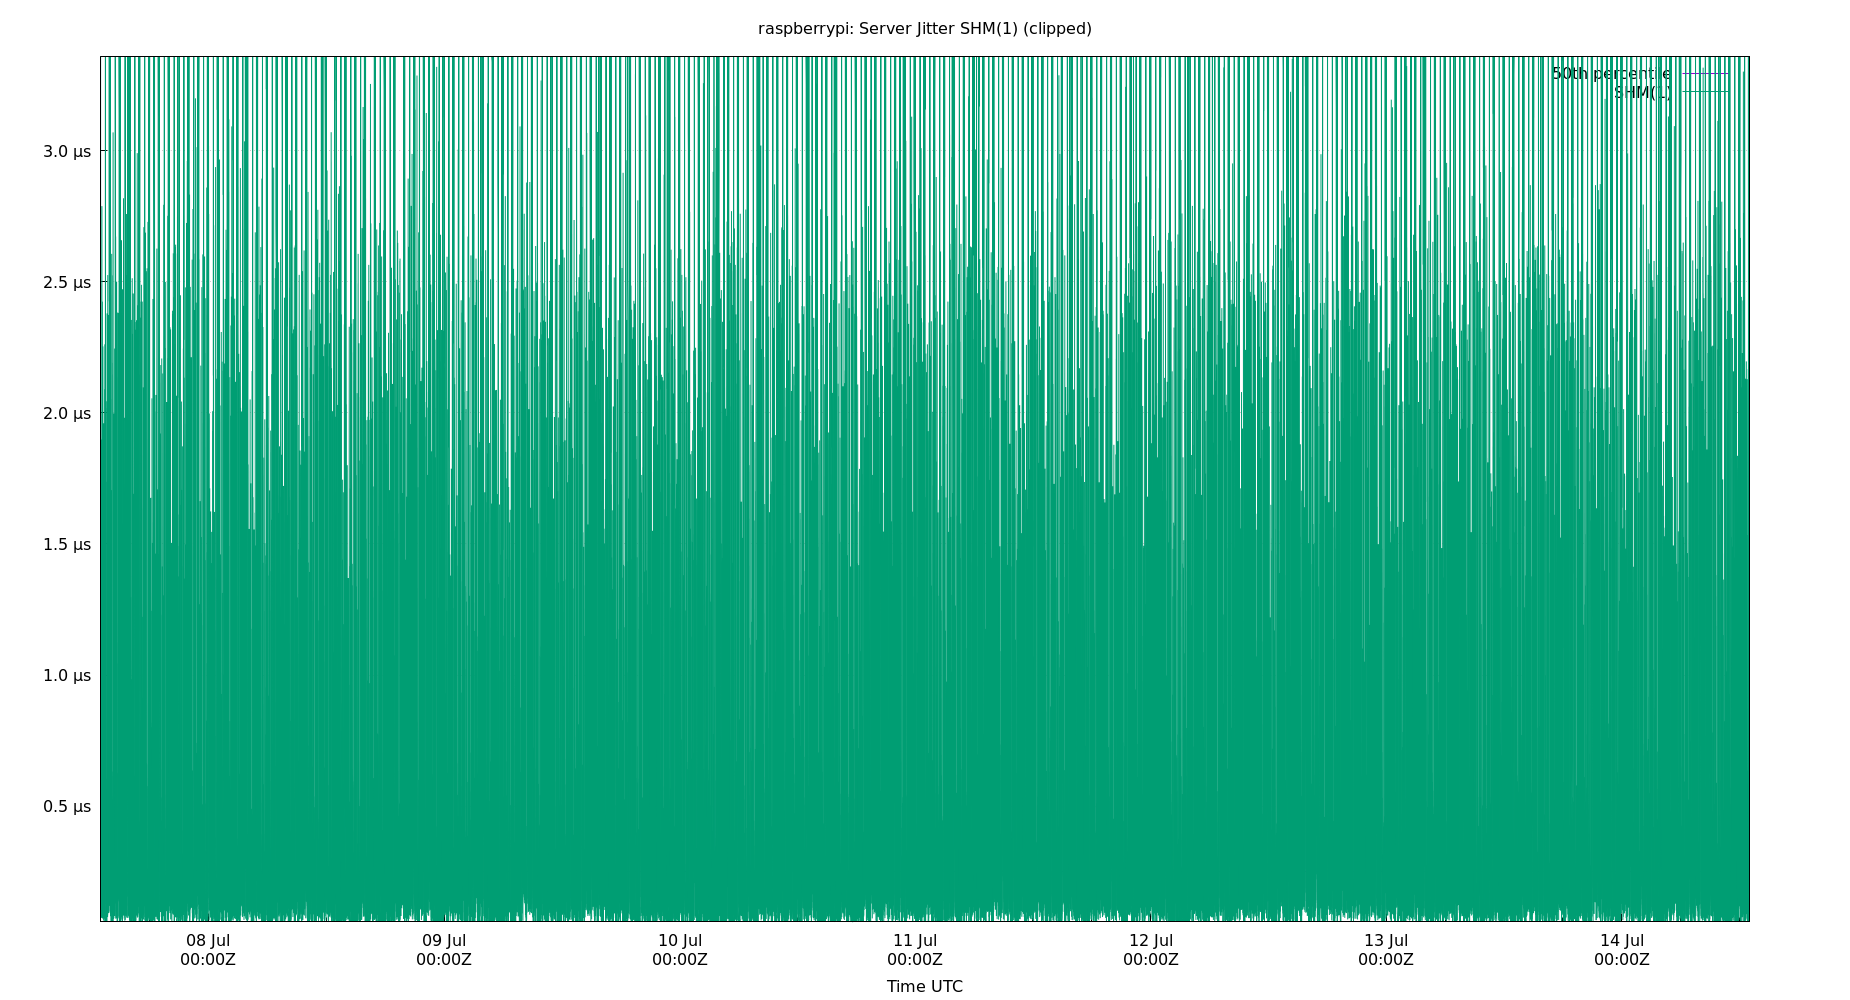 raspberrypi: Server Jitter SHM(1) (clipped)
50th percentile
SHM(1)
3.0 µs
2.5 µs
2.0 µs
1.5 µs
1.0 µs
0.5 µs
08 Jul 09 Jul 10 Jul 11 Jul 12 Jul 13 Jul 14 Jul
00:00Z 00:00Z 00:00Z 00:00Z 00:00Z 00:00Z 00:00Z
Time UTC